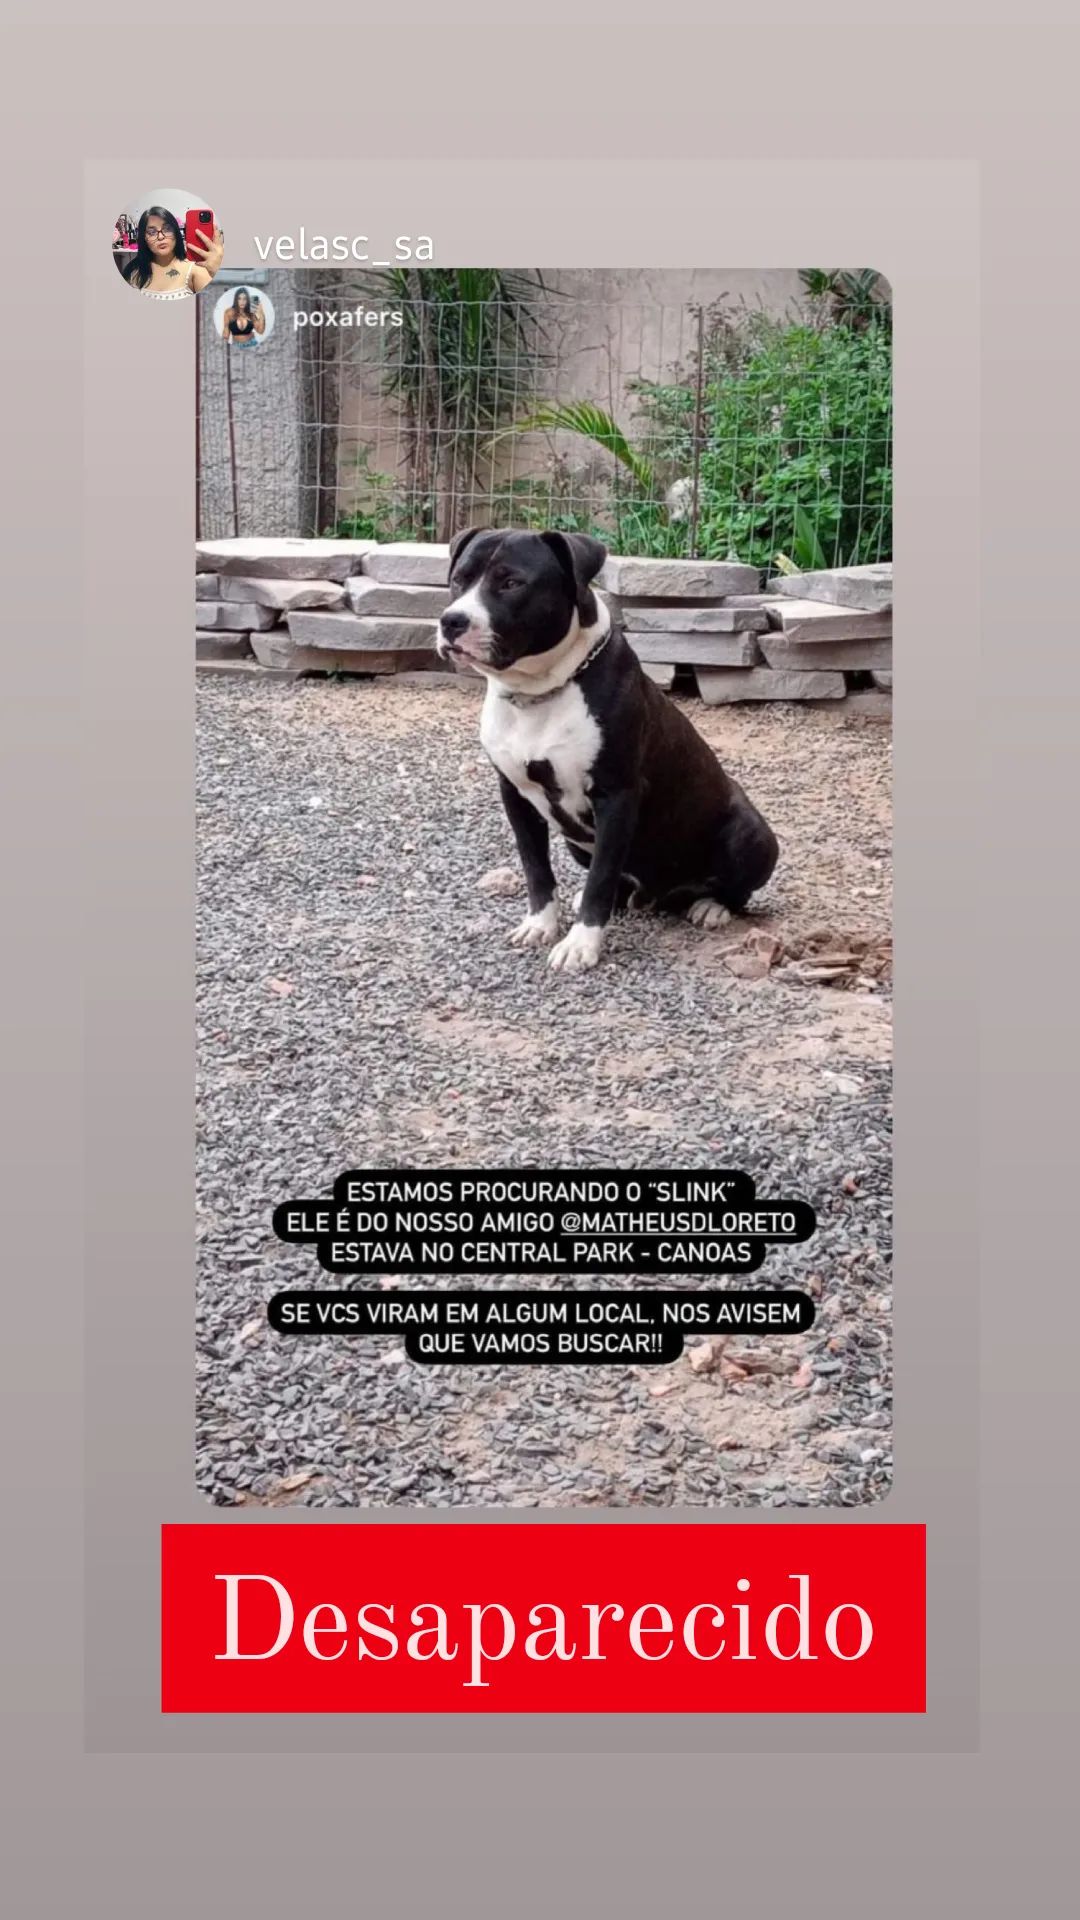 velasc_sa
poxafers
ESTAMOS PROCURANDO O “SLINK”
ELE É DO NOSSO AMIGO @MATHEUSDLORETO
ESTAVA NO CENTRAL PARK - CANOAS
SE VCS VIRAM EM ALGUM LOCAL, NOS AVISEM
QUE VAMOS BUSCAR!!
Desaparecido